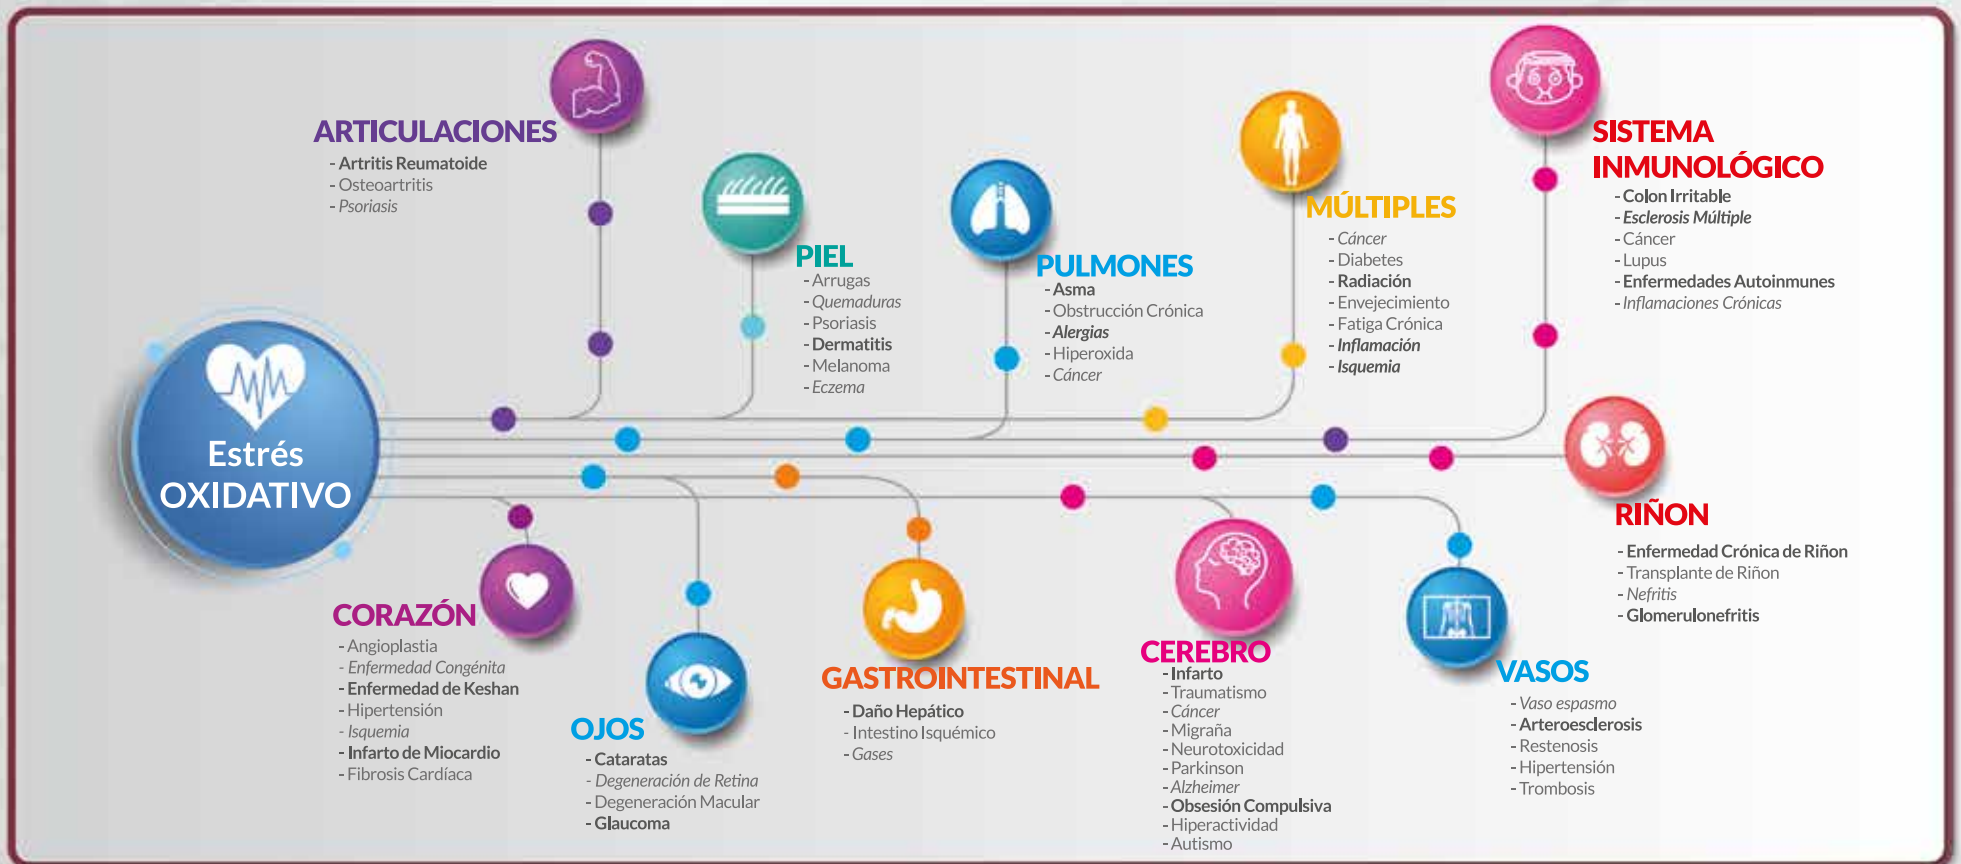 Estrés
OXIDATIVO
ARTICULACIONES
- Artritis Reumatoide
- Osteoartritis
- Psoriasis
PIEL
- Arrugas
- Quemaduras
- Psoriasis
- Dermatitis
- Melanoma
- Eczema
PULMONES
- Asma
- Obstrucción Crónica
- Alergias
- Hiperoxida
- Cáncer
MÚLTIPLES
- Cáncer
- Diabetes
- Radiación
- Envejecimiento
- Fatiga Crónica
- Inflamación
- Isquemia
SISTEMA
INMUNOLÓGICO
- Colon Irritable
- Esclerosis Múltiple
- Cáncer
- Lupus
- Enfermedades Autoinmunes
- Inflamaciones Crónicas
RIÑON
- Enfermedad Crónica de Riñon
- Transplante de Riñon
- Nefritis
- Glomerulonefritis
CORAZÓN
- Angioplastia
- Enfermedad Congénita
- Enfermedad de Keshan
- Hipertensión
- Isquemia
- Infarto de Miocardio
- Fibrosis Cardíaca
OJOS
- Cataratas
- Degeneración de Retina
- Degeneración Macular
- Glaucoma
GASTROINTESTINAL
- Daño Hepático
- Intestino Isquémico
- Gases
CEREBRO
- Infarto
- Traumatismo
- Cáncer
- Migraña
- Neurotoxicidad
- Parkinson
- Alzheimer
- Obsesión Compulsiva
- Hiperactividad
- Autismo
VASOS
- Vaso espasmo
- Arteroesclerosis
- Restenosis
- Hipertensión
- Trombosis